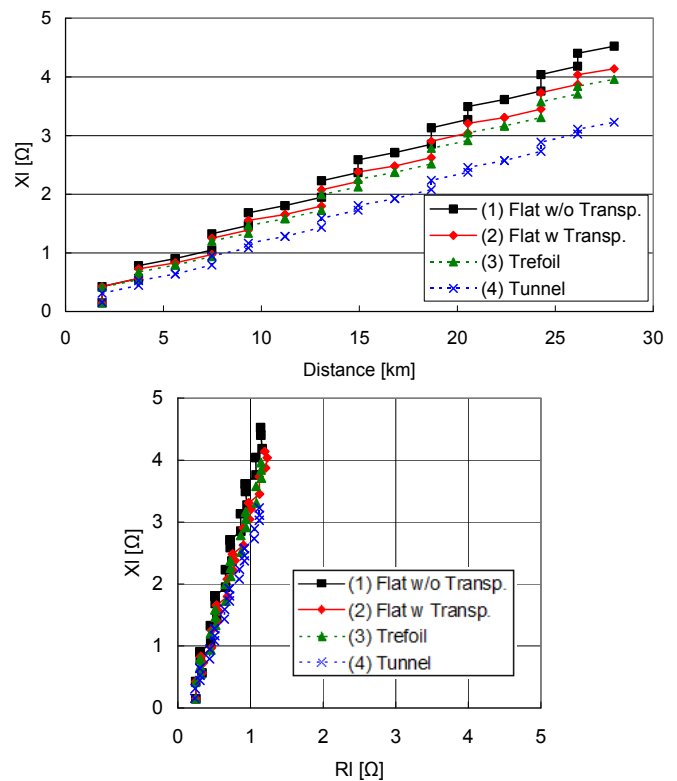 5
4
3
2
1
0
Xl [Ω]
(1) Flat w/o Transp.
(2) Flat w Transp.
(3) Trefoil
(4) Tunnel
0 5 10 15 20 25 30
Distance [km]
5
4
3
2
1
0
Xl [Ω]
(1) Flat w/o Transp.
(2) Flat w Transp.
(3) Trefoil
(4) Tunnel
0 1 2 3 4 5
Rl [Ω]